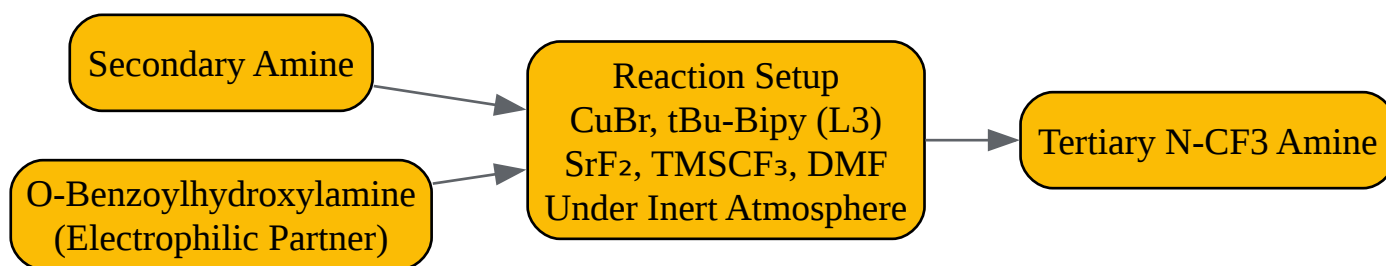 Secondary Amine
O-Benzoylhydroxylamine
(Electrophilic Partner)
Reaction Setup
CuBr, tBu-Bipy (L3)
SrF₂, TMSCF₃, DMF
Under Inert Atmosphere
Tertiary N-CF3 Amine